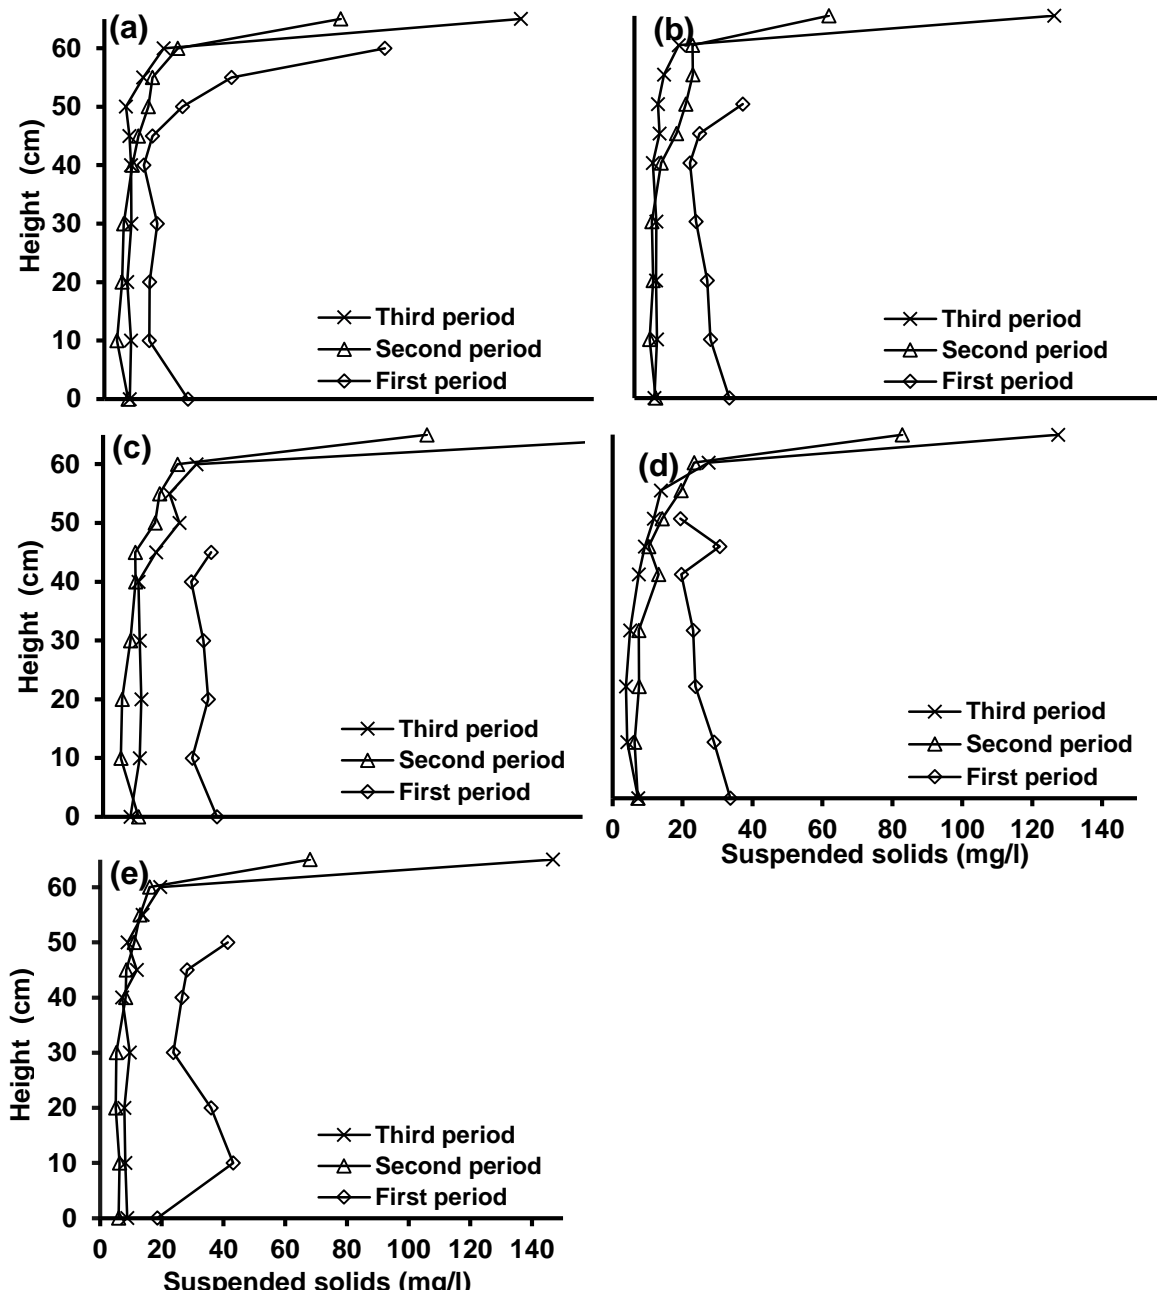 (a)
60
50
40
30
20
10
0
Height (cm)
Third period
Second period
First period
(b)
Third period
Second period
First period
(c)
60
50
40
30
20
10
0
Height (cm)
Third period
Second period
First period
(d)
Third period
Second period
First period
0 20 40 60 80 100 120 140
Suspended solids (mg/l)
(e)
60
50
40
30
20
10
0
Height (cm)
Third period
Second period
First period
0 20 40 60 80 100 120 140
Suspended solids (mg/l)